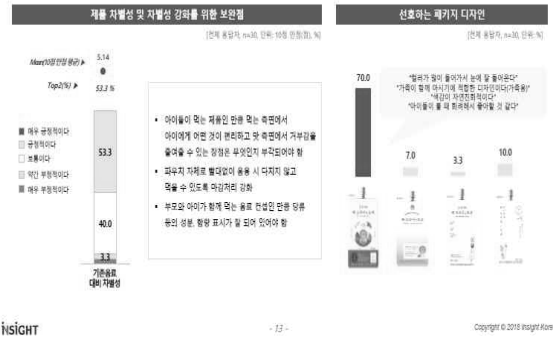 제품 차별성 및 차별성 강화를 위한 보완점
[전체 응답자, n=30, 단위: 10점 만점(점), %]
Mean(10점 만점 평균) ▶
5.14
Top2(%) ▶
53.3 %
매우 긍정적이다
긍정적이다
보통이다
약간 부정적이다
매우 부정적이다
53.3
40.0
3.3
기존음료
대비 차별성
• 아이들이 먹는 제품인 만큼 먹는 측면에서
아이에게 어떤 것이 편리하고 맛 측면에서 거부감을
줄여줄 수 있는 장점은 무엇인지 부각되어야 함
• 파우치 자체로 빨대없이 음용 시 다치지 않고
먹을 수 있도록 마감처리 강화
• 부모와 아이가 함께 먹는 음료 컨셉인 만큼 당류
등의 성분, 함량 표시가 잘 되어 있어야 함
선호하는 패키지 디자인
[전체 응답자, n=30, 단위: %]
"컬러가 많이 들어가서 눈에 잘 들어온다"
"가족이 함께 마시기에 적합한 디자인이다(가족용)"
"색감이 자연친화적이다"
"아이들이 볼 때 화려해서 좋아할 것 같다"
70.0
7.0
3.3
10.0
iNSiGHT
- 13 -
Copyright © 2018 Insight Kore